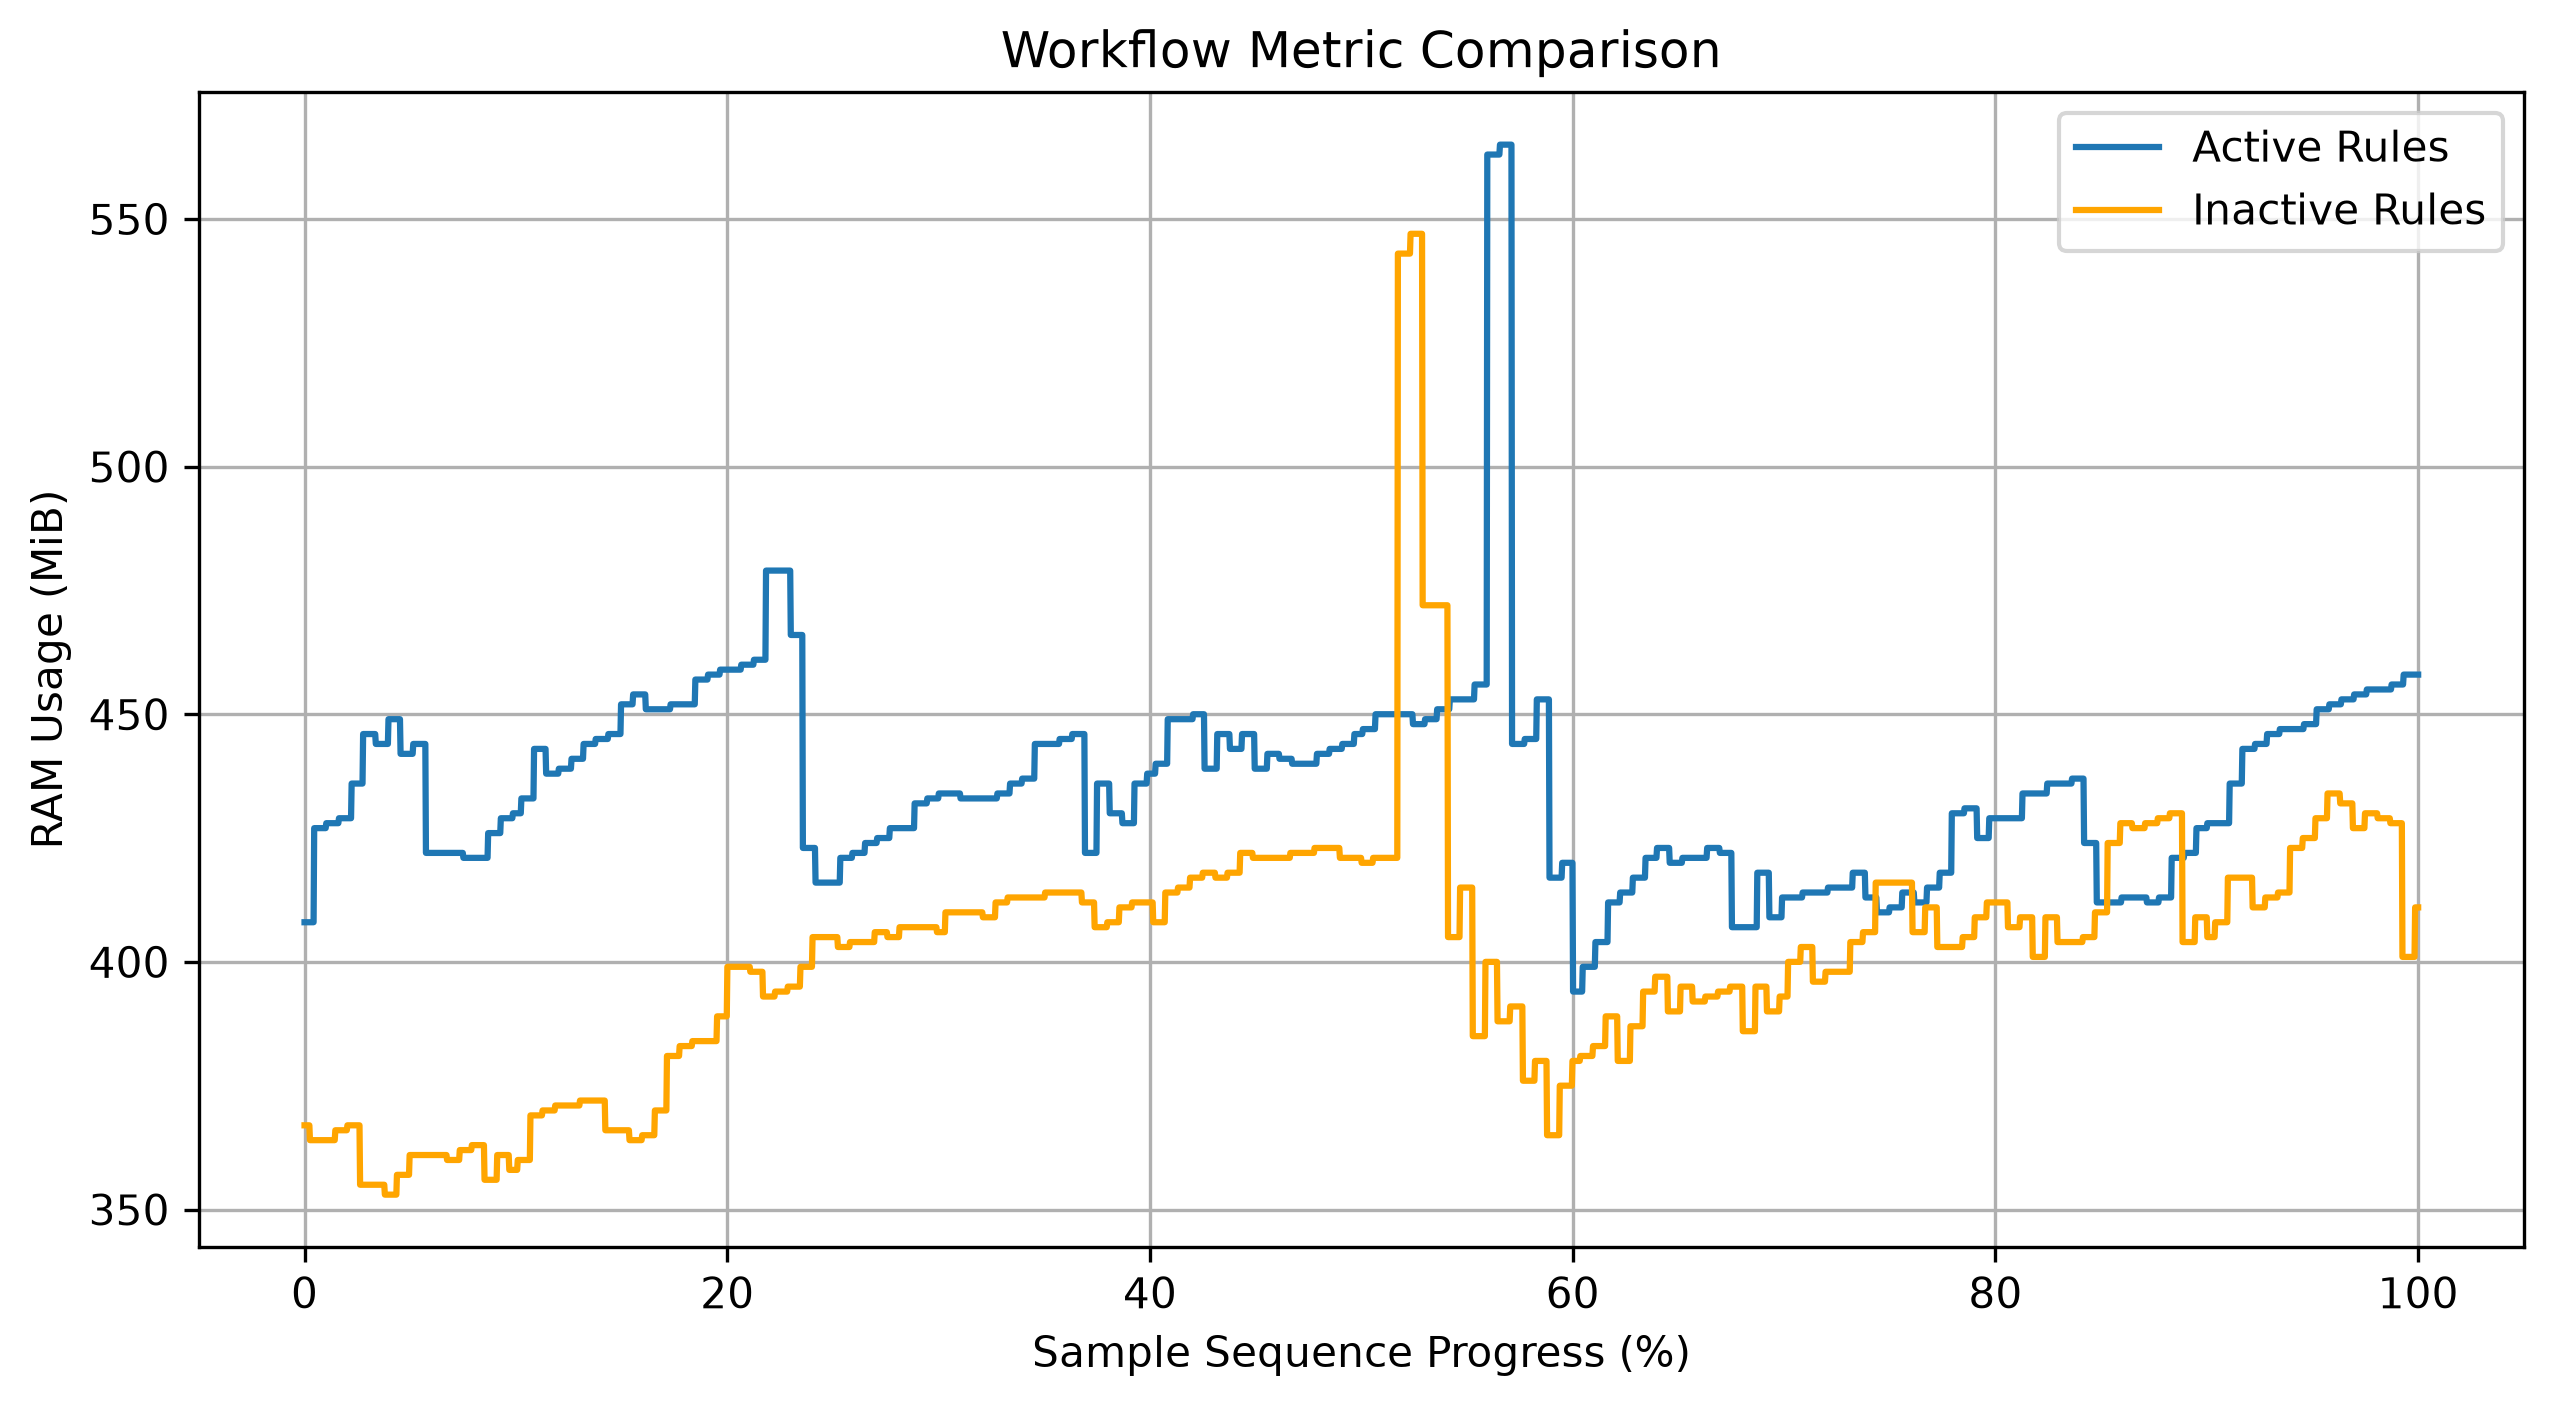 Workflow Metric Comparison
Active Rules
Inactive Rules
RAM Usage (MiB)
550
500
450
400
350
0 20 40 60 80 100
Sample Sequence Progress (%)